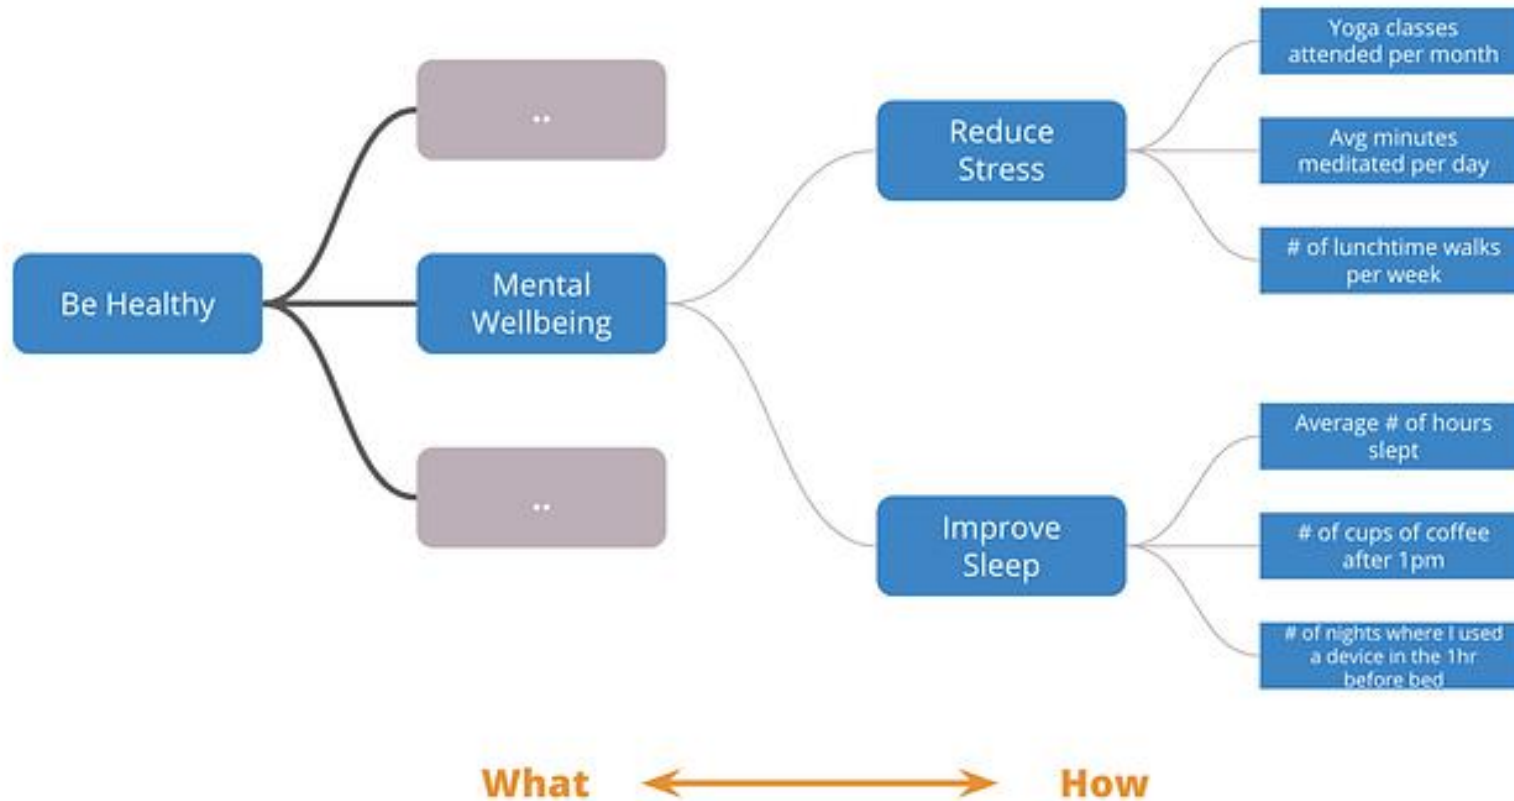 Be Healthy
..
Mental
Wellbeing
..
Reduce
Stress
Improve
Sleep
Yoga classes
attended per month
Avg minutes
meditated per day
# of lunchtime walks
per week
Average # of hours
slept
# of cups of coffee
after 1pm
# of nights where I used
a device in the 1hr
before bed
What
How